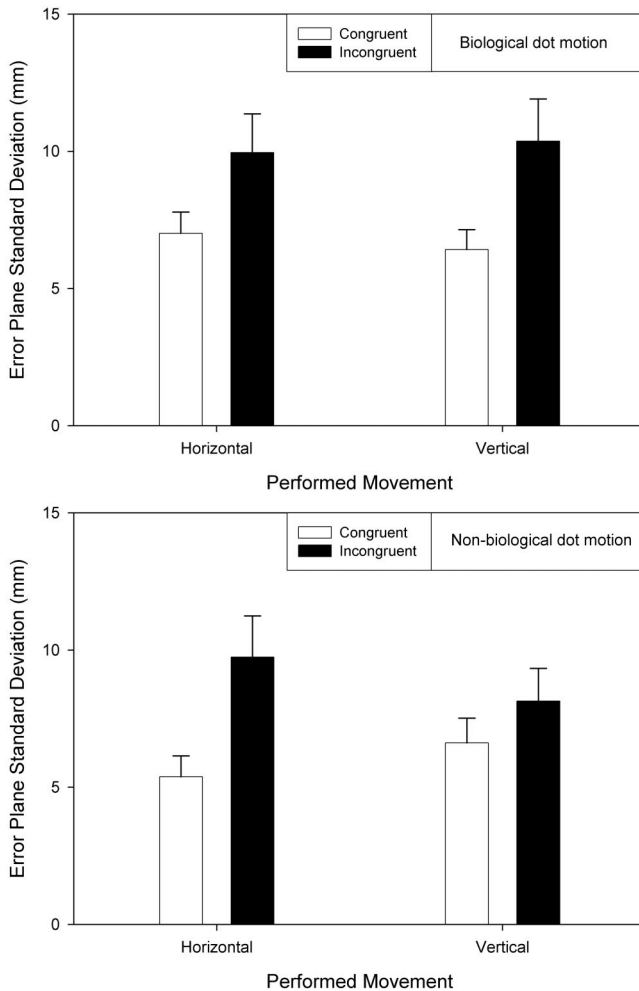 15
Congruent
Incongruent
Biological dot motion
10
5
0
Error Plane Standard Deviation (mm)
Horizontal
Vertical
Performed Movement
15
Congruent
Incongruent
Non-biological dot motion
10
5
0
Error Plane Standard Deviation (mm)
Horizontal
Vertical
Performed Movement